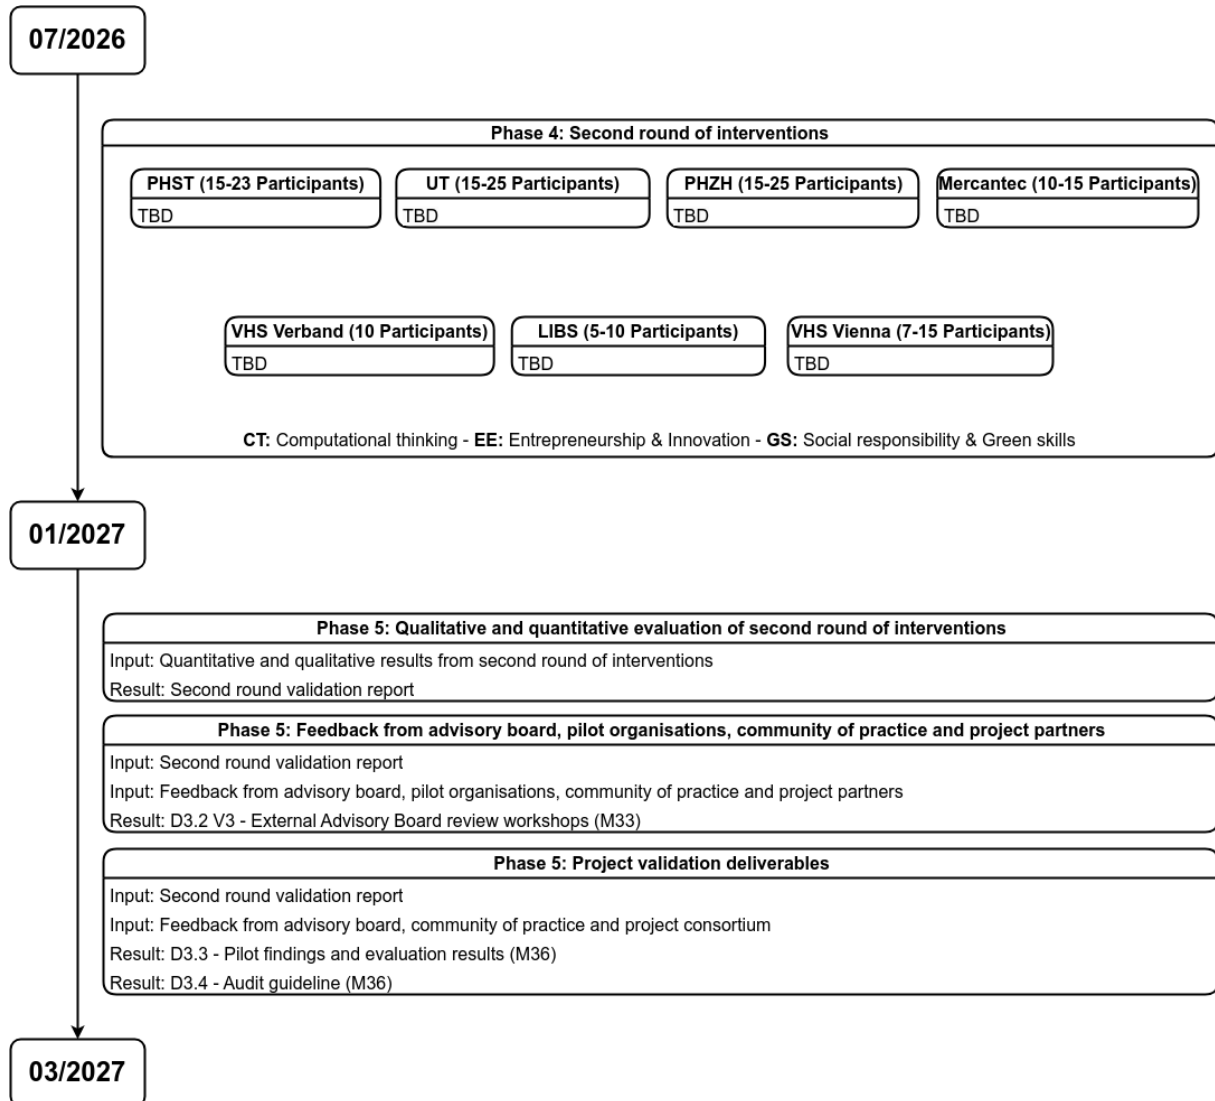 07/2026
Phase 4: Second round of interventions
PHST (15-23 Participants)
TBD
UT (15-25 Participants)
TBD
PHZH (15-25 Participants)
TBD
Mercantec (10-15 Participants)
TBD
VHS Verband (10 Participants)
TBD
LIBS (5-10 Participants)
TBD
VHS Vienna (7-15 Participants)
TBD
CT: Computational thinking - EE: Entrepreneurship & Innovation - GS: Social responsibility & Green skills
01/2027
Phase 5: Qualitative and quantitative evaluation of second round of interventions
Input: Quantitative and qualitative results from second round of interventions
Result: Second round validation report
Phase 5: Feedback from advisory board, pilot organisations, community of practice and project partners
Input: Second round validation report
Input: Feedback from advisory board, pilot organisations, community of practice and project partners
Result: D3.2 V3 - External Advisory Board review workshops (M33)
Phase 5: Project validation deliverables
Input: Second round validation report
Input: Feedback from advisory board, community of practice and project consortium
Result: D3.3 - Pilot findings and evaluation results (M36)
Result: D3.4 - Audit guideline (M36)
03/2027